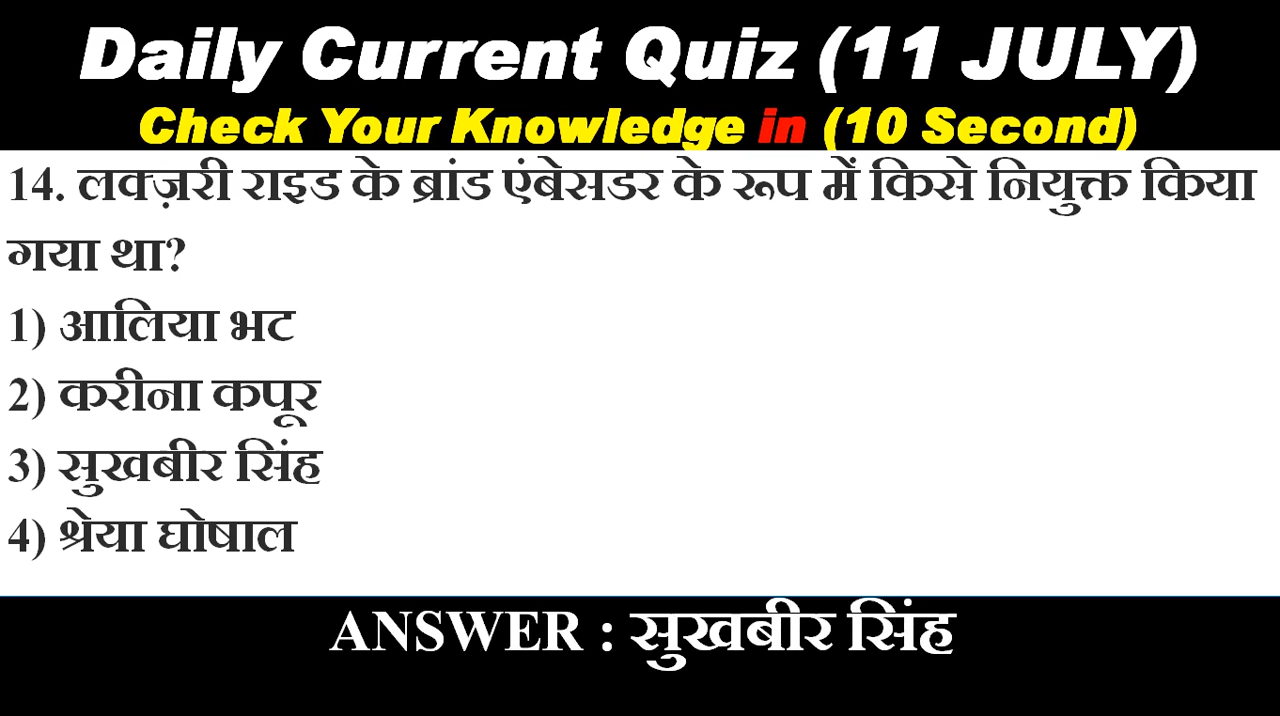 Daily Current Quiz (11 JULY)
Check Your Knowledge in (10 Second)
14. लक्ज़री राइड के ब्रांड एंबेसडर के रूप में किसे नियुक्त किया
गया था?
1) आलिया भट
2) करीना कपूर
3) सुखबीर सिंह
4) श्रेया घोषाल
ANSWER : सुखबीर सिंह